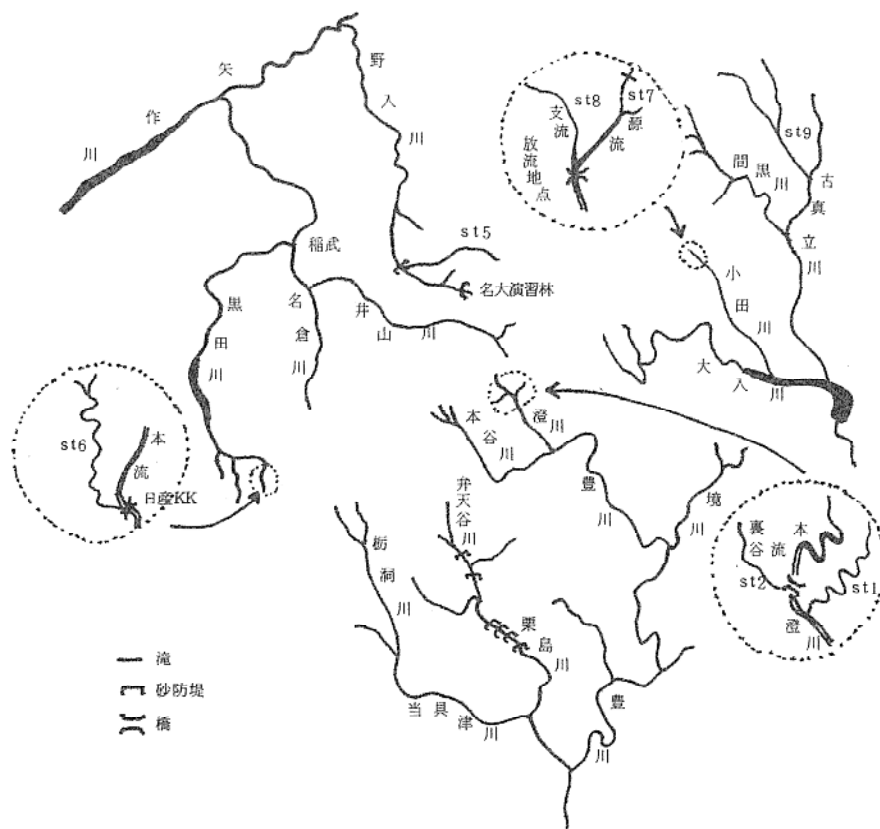 矢作川
野入川
st5
名大演習林
稲武
名倉川
井山川
黒田川
st6
本流
日産KK
st8
支流
st7
源流
放流地点
st9
間黒川
古真立川
小田川
大入川
本谷川
澄川
豊川
境川
裏谷
本流
st2
st1
澄川
弁天谷川
栃洞川
栗島川
当具津川
豊川
滝
砂防堤
橋